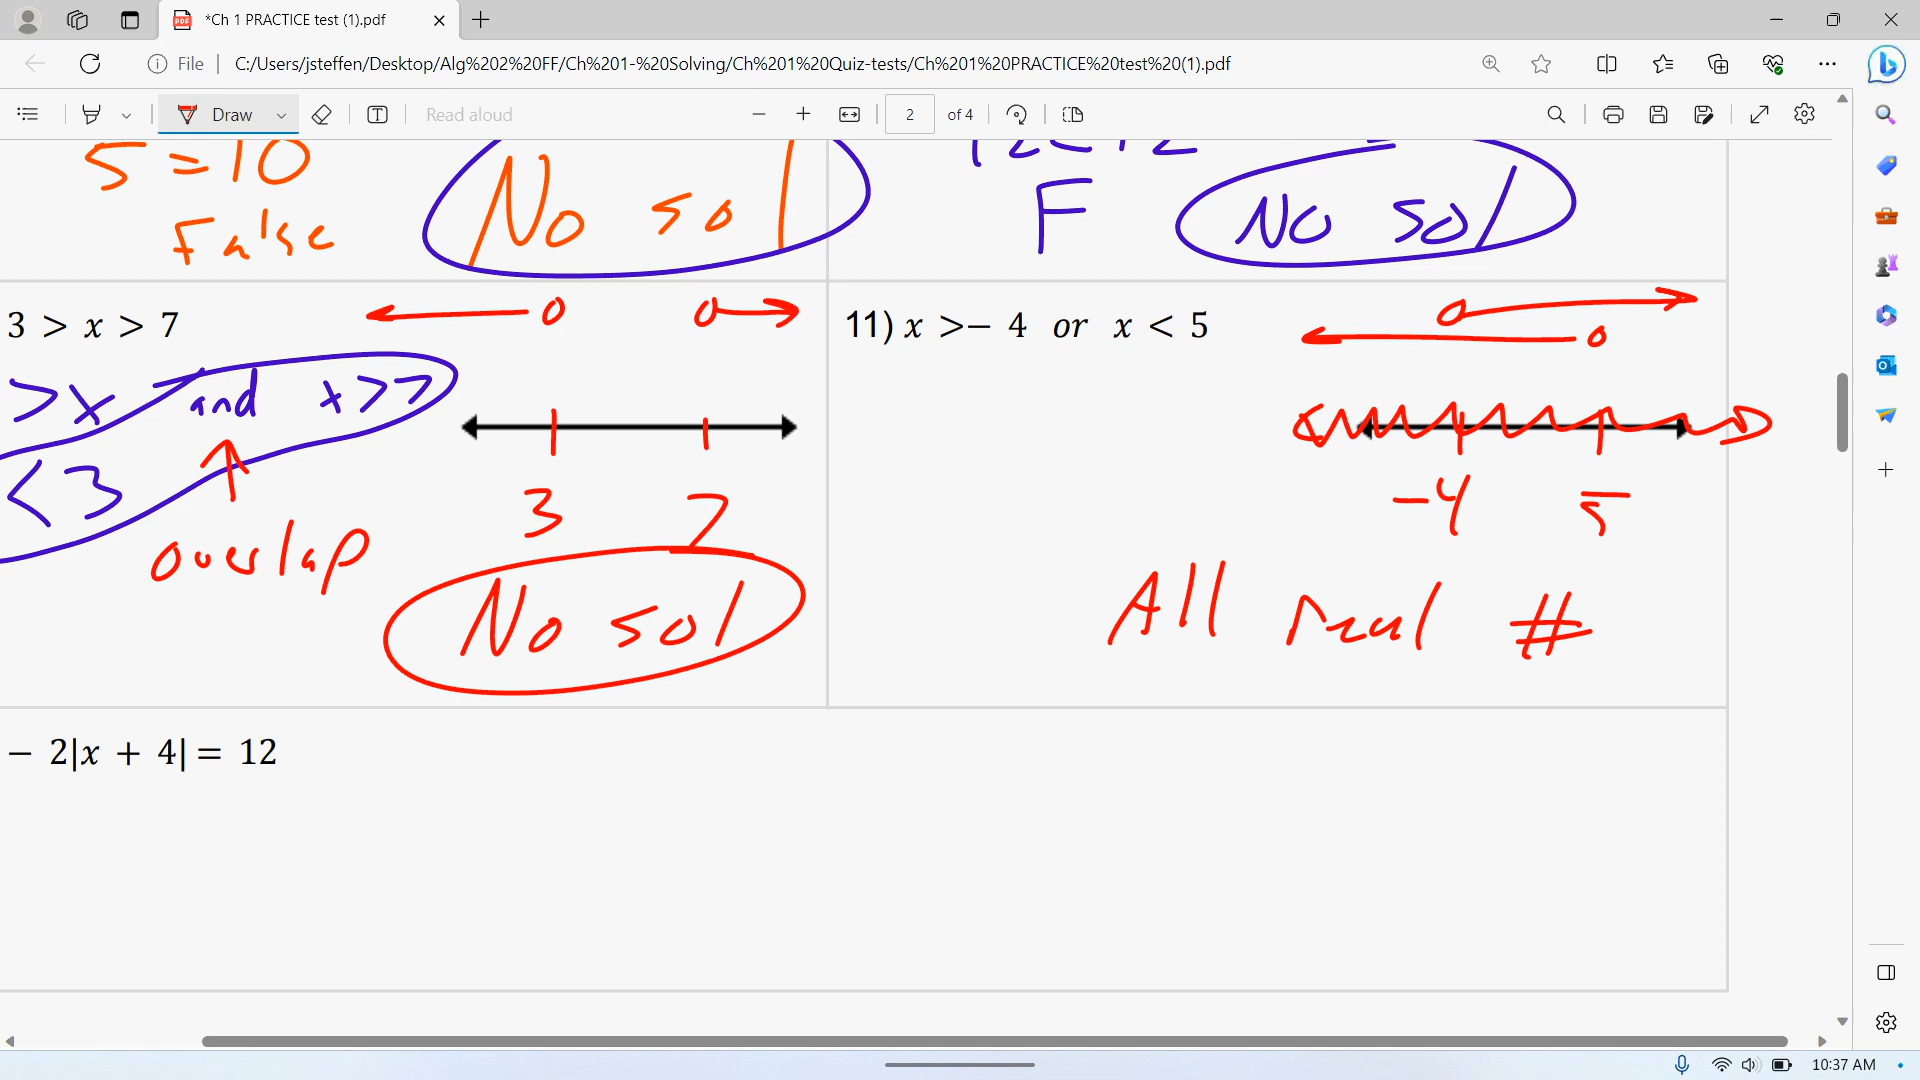 *Ch 1 PRACTICE test (1).pdf
File
C:/Users/jsteffen/Desktop/Alg%202%20FF/Ch%201-%20Solving/Ch%201%20Quiz-tests/Ch%201%20PRACTICE%20test%20(1).pdf
Draw
Read aloud
2 of 4
5 = 10
False
No sol
12 < 12
F
No sol
3 > x > 7
> x and x > 7
< 3
overlap
3 7
No sol
11) x >− 4 or x < 5
-4 5
All real #
− 2|x + 4| = 12
10:37 AM